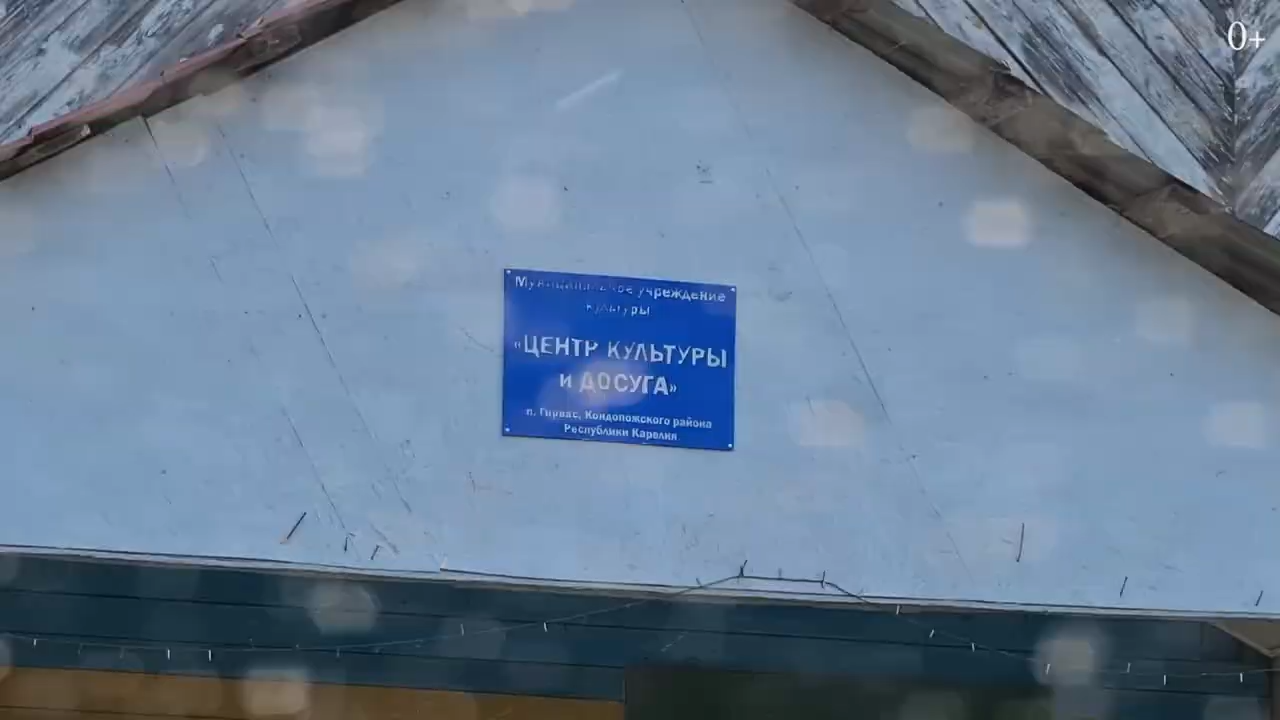 0+
Муниципальное учреждение
культуры
«ЦЕНТР КУЛЬТУРЫ
и ДОСУГА»
п. Гирвас, Кондопожского района
Республики Карелия